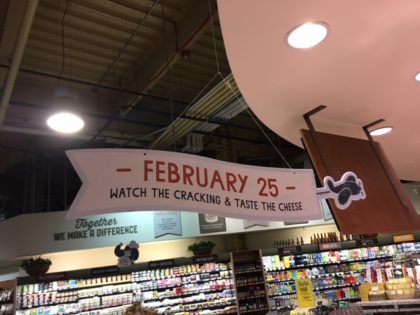 – FEBRUARY 25 –
WATCH THE CRACKING & TASTE THE CHEESE
Together
WE MAKE A DIFFERENCE